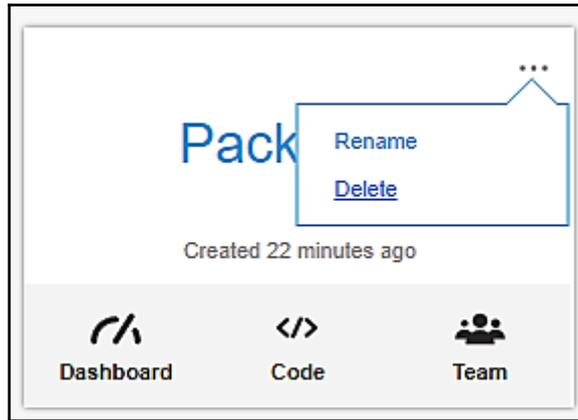 ...
Pack
Rename
Delete
Created 22 minutes ago
Dashboard
Code
Team